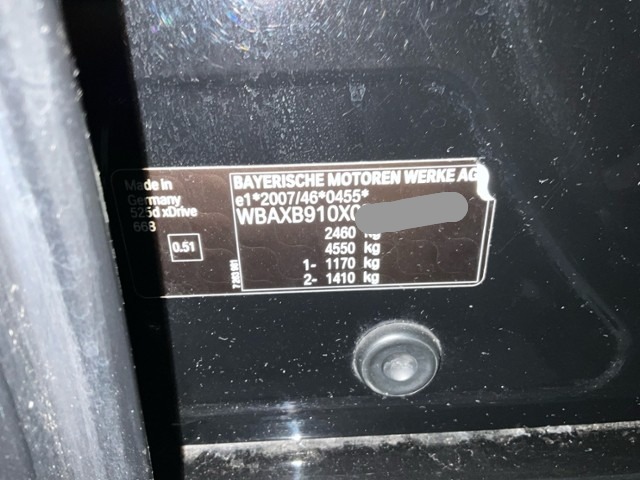 Made in
Germany
525d xDrive
668
0.51
BAYERISCHE MOTOREN WERKE AG
e1*2007/46*0455*
WBAXB910X0
2460 kg
4550 kg
1- 1170 kg
2- 1410 kg